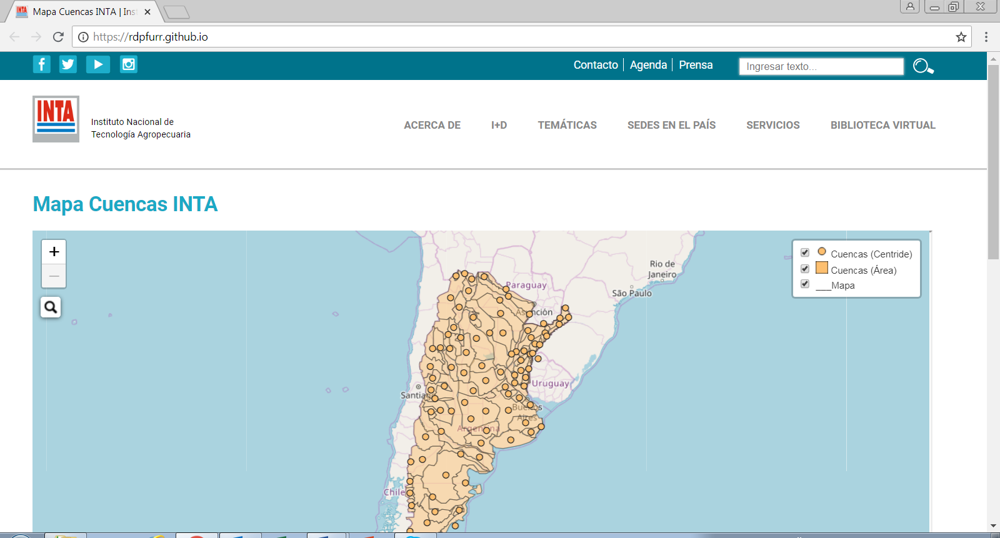 Mapa Cuencas INTA | Inst
https://rdpfurr.github.io
Contacto | Agenda | Prensa
Ingresar texto...
INTA
Instituto Nacional de
Tecnología Agropecuaria
ACERCA DE I+D TEMÁTICAS SEDES EN EL PAÍS SERVICIOS BIBLIOTECA VIRTUAL
Mapa Cuencas INTA
+
−
Cuencas (Centride)
Cuencas (Área)
___Mapa
Rio de
Janeiro
São Paulo
Paraguay
Asunción
Uruguay
Santiago
Buenos
Aires
Argentina
Chile